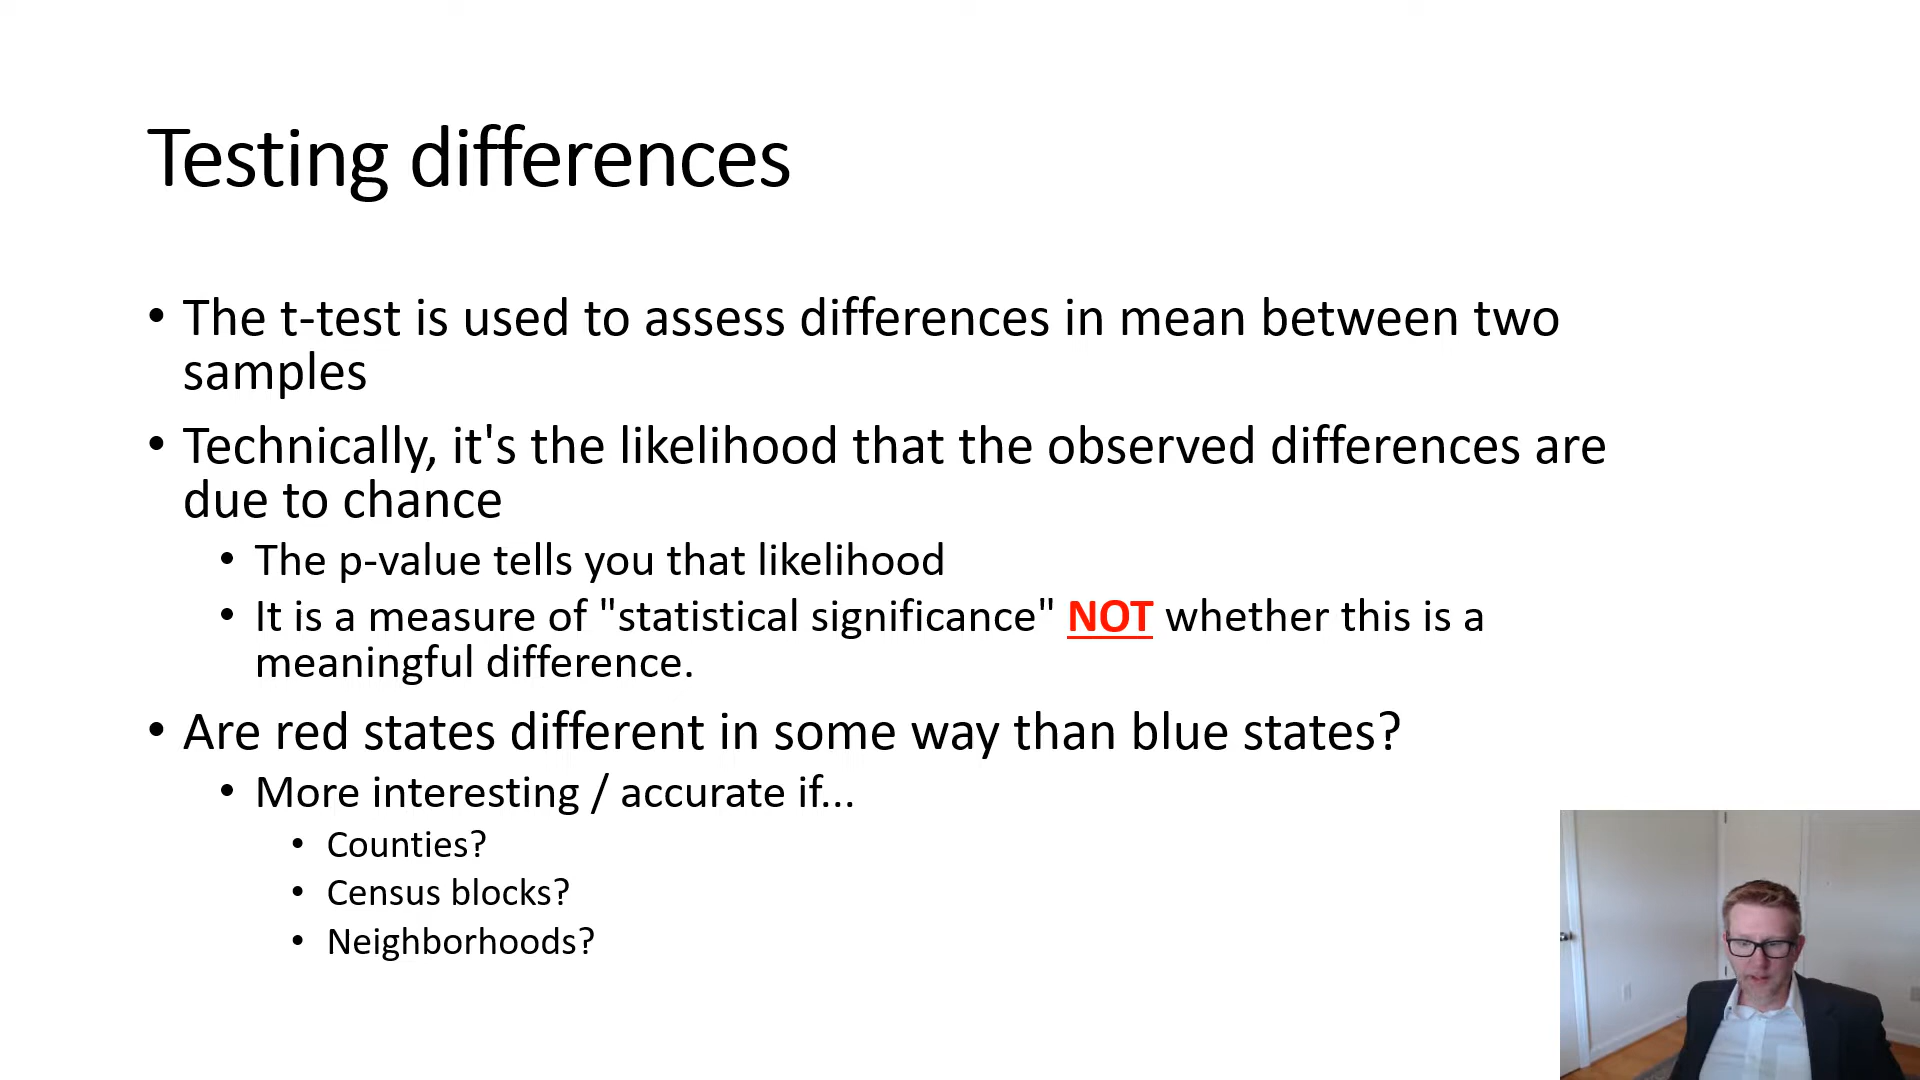 Testing differences
• The t-test is used to assess differences in mean between two
samples
• Technically, it's the likelihood that the observed differences are
due to chance
• The p-value tells you that likelihood
• It is a measure of "statistical significance" NOT whether this is a
meaningful difference.
• Are red states different in some way than blue states?
• More interesting / accurate if...
• Counties?
• Census blocks?
• Neighborhoods?